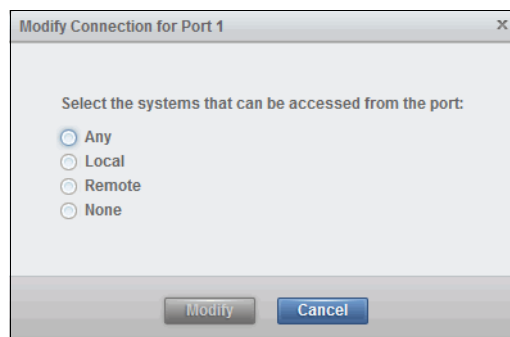 Modify Connection for Port 1 X
Select the systems that can be accessed from the port:
Any
Local
Remote
None
Modify Cancel